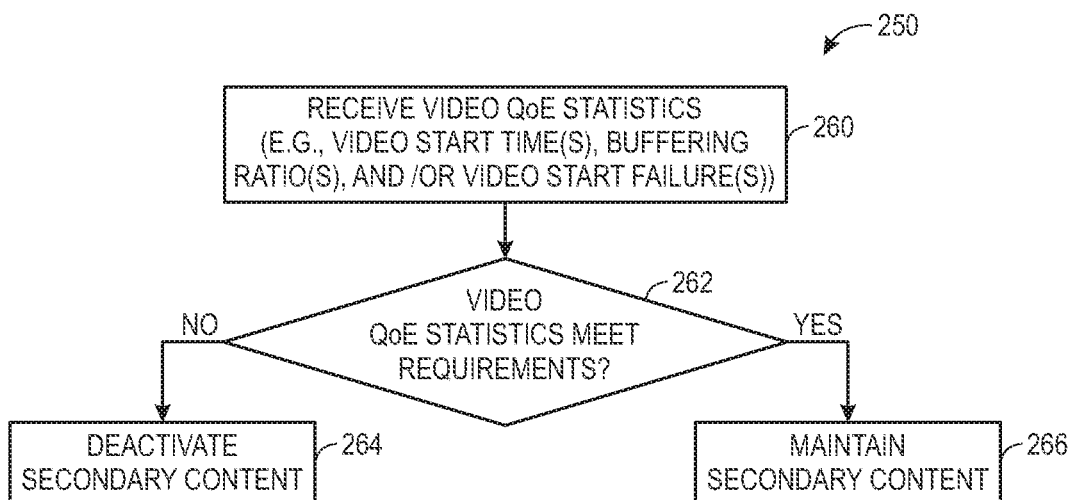 250
RECEIVE VIDEO QoE STATISTICS
(E.G., VIDEO START TIME(S), BUFFERING
RATIO(S), AND /OR VIDEO START FAILURE(S))
260
VIDEO
QoE STATISTICS MEET
REQUIREMENTS?
262
NO
YES
DEACTIVATE
SECONDARY CONTENT
264
MAINTAIN
SECONDARY CONTENT
266